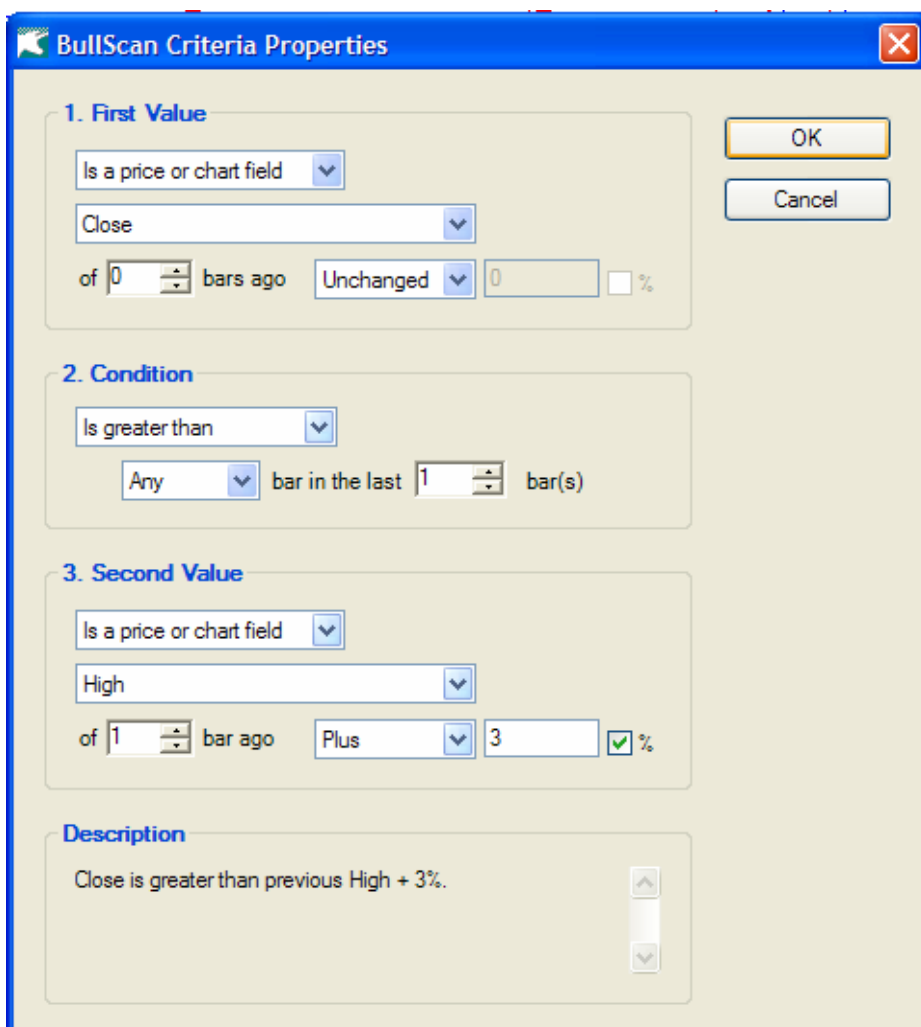 BullScan Criteria Properties
1. First Value
OK
Is a price or chart field
Cancel
Close
of 0 bars ago Unchanged 0 %
2. Condition
Is greater than
Any bar in the last 1 bar(s)
3. Second Value
Is a price or chart field
High
of 1 bar ago Plus 3 %
Description
Close is greater than previous High + 3%.